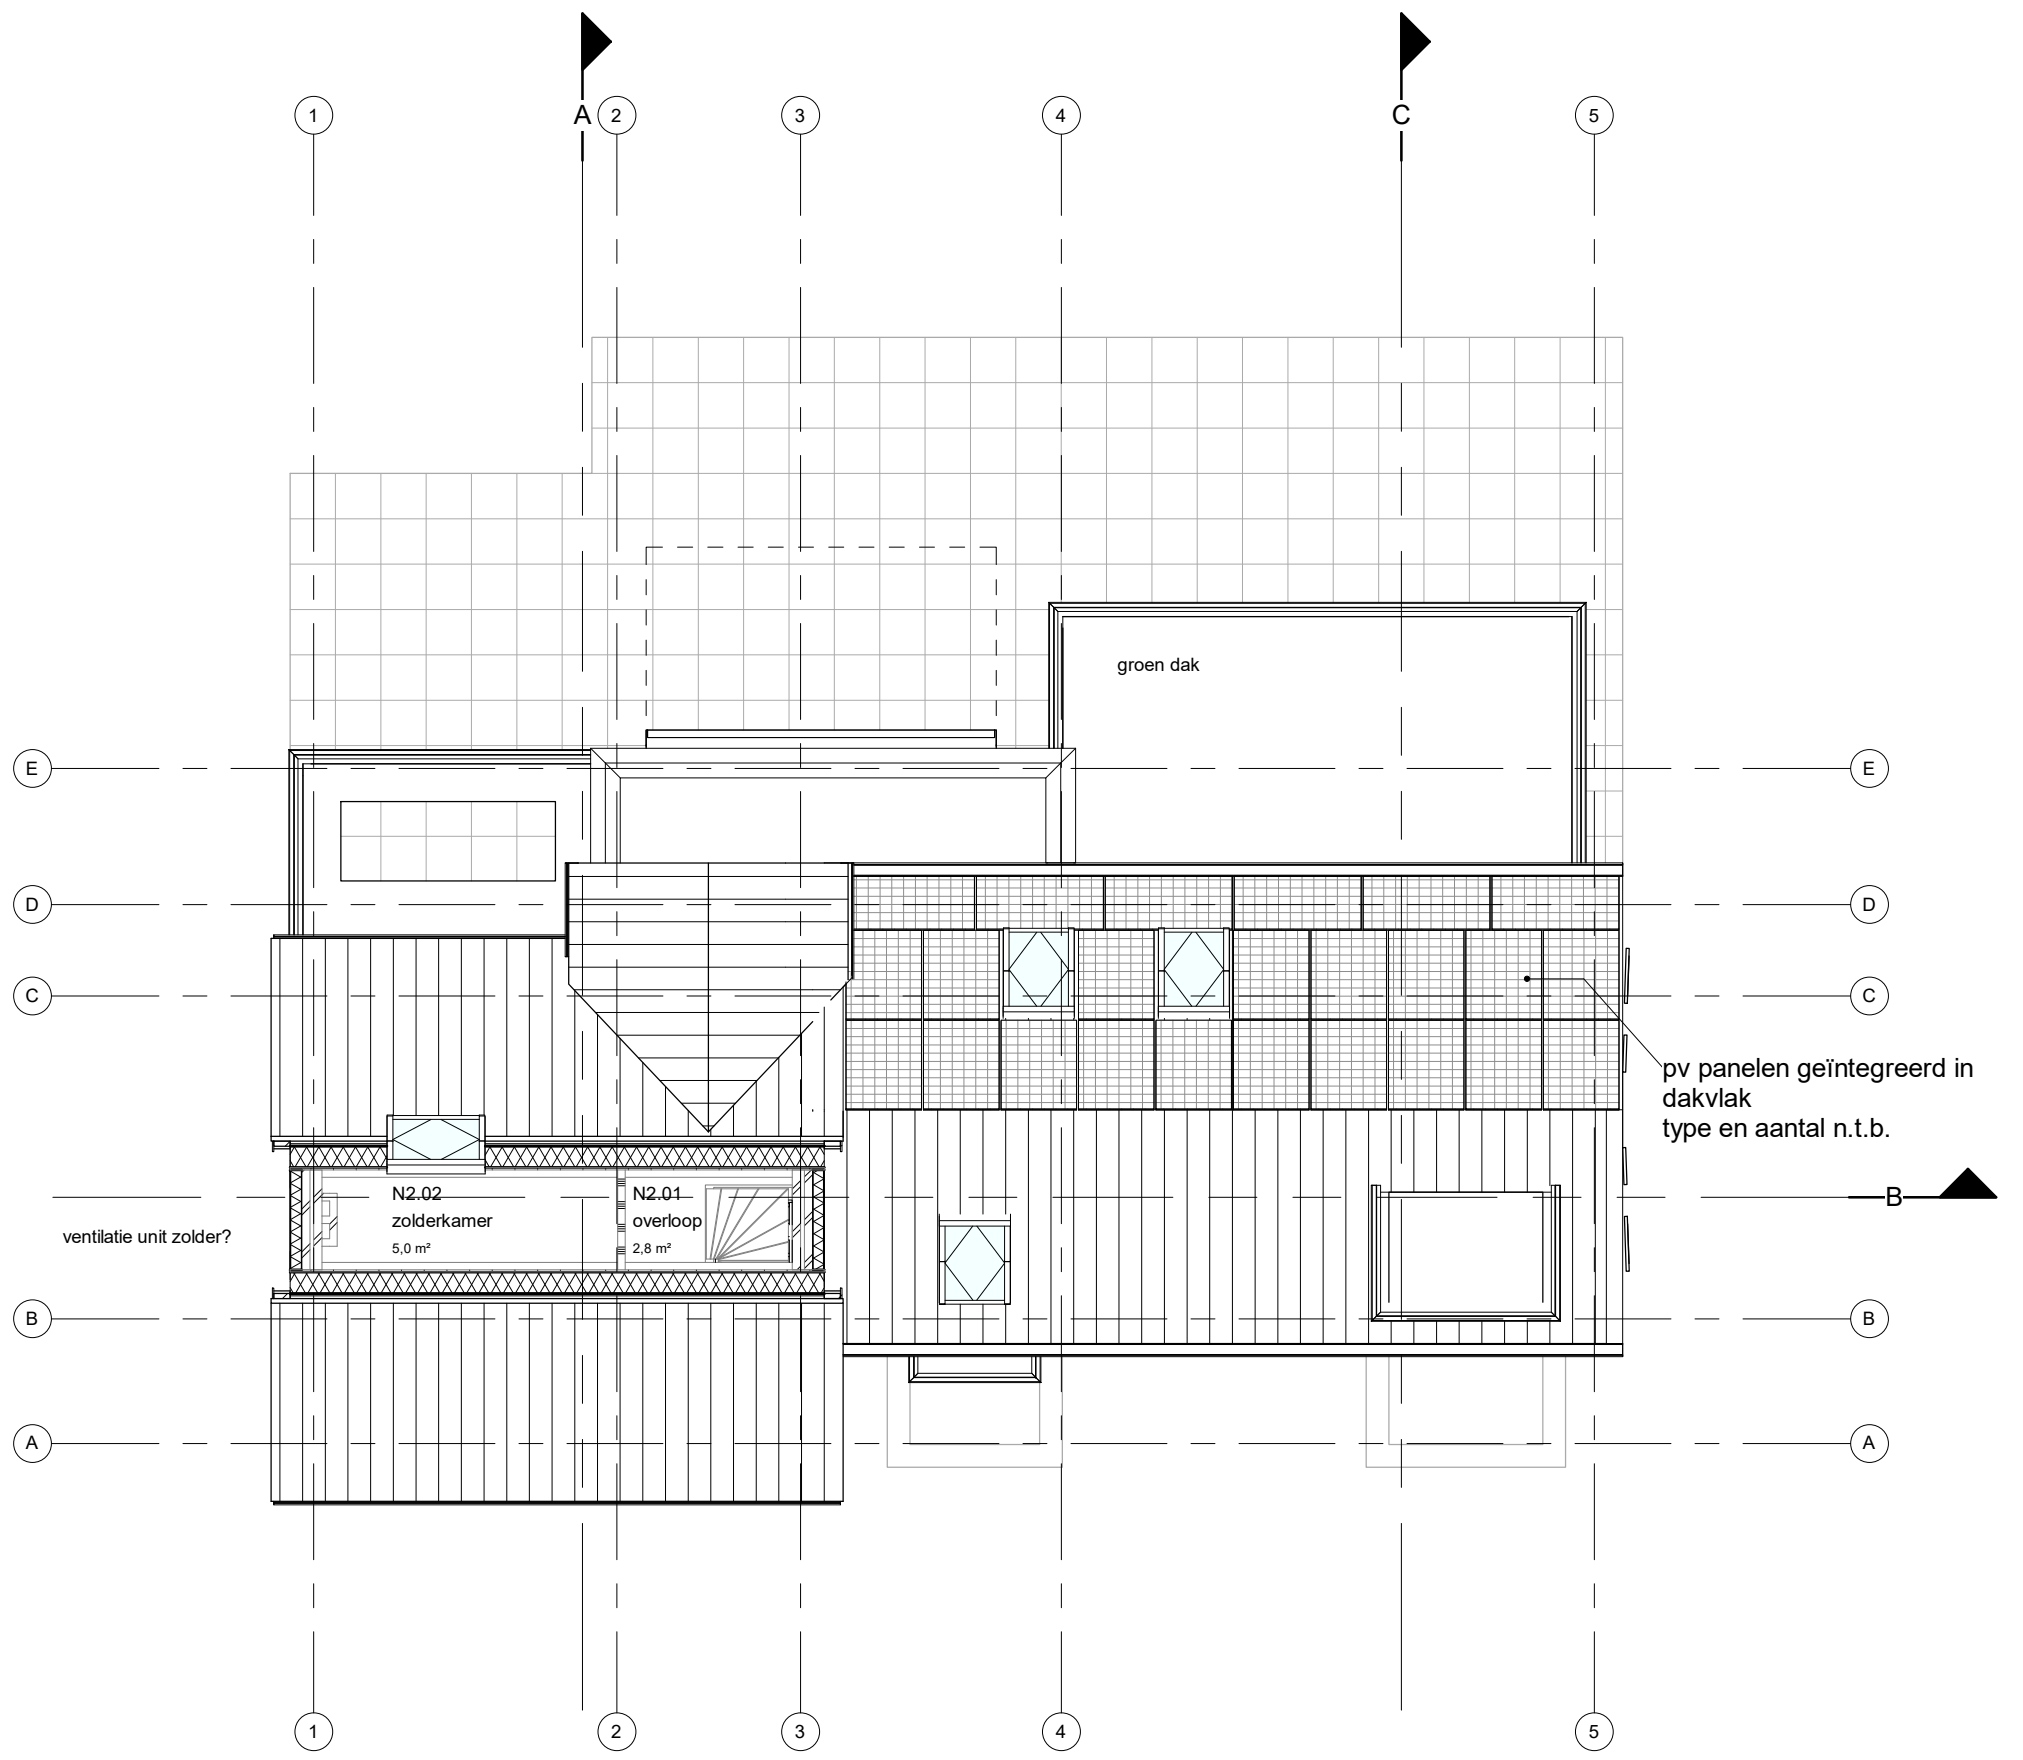 A
C
1
2
3
4
5
groen dak
E
E
D
D
C
C
pv panelen geïntegreerd in
dakvlak
type en aantal n.t.b.
N2.02
zolderkamer
5,0 m²
N2.01
overloop
2,8 m²
B
ventilatie unit zolder?
B
B
A
A
1
2
3
4
5